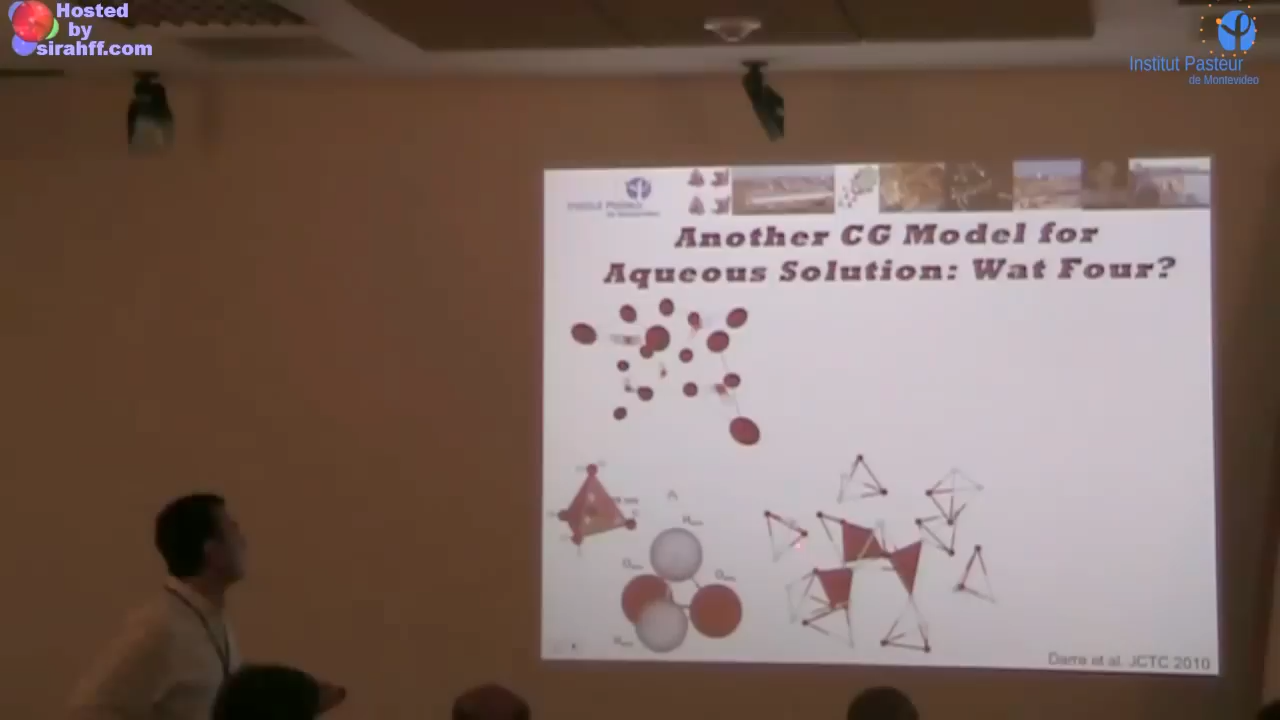 Hosted
by
sirahff.com
Institut Pasteur
de Montevideo
Another CG Model for
Aqueous Solution: Wat Four?
Darre et al. JCTC 2010